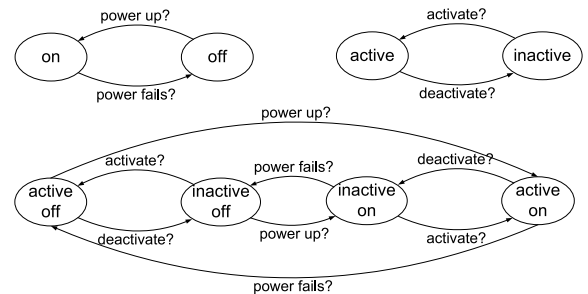 power up?
on
off
power fails?
activate?
active
inactive
deactivate?
power up?
activate?
power fails?
deactivate?
active
off
inactive
off
inactive
on
active
on
deactivate?
power up?
activate?
power fails?